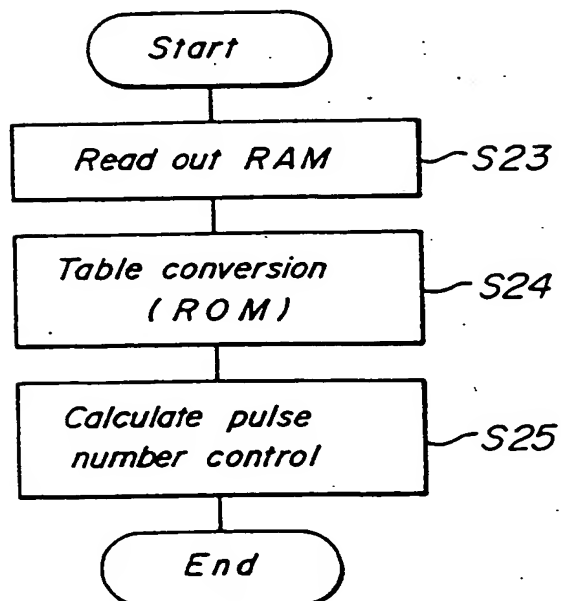 Start
Read out RAM
S23
Table conversion
(ROM)
S24
Calculate pulse
number control
S25
End